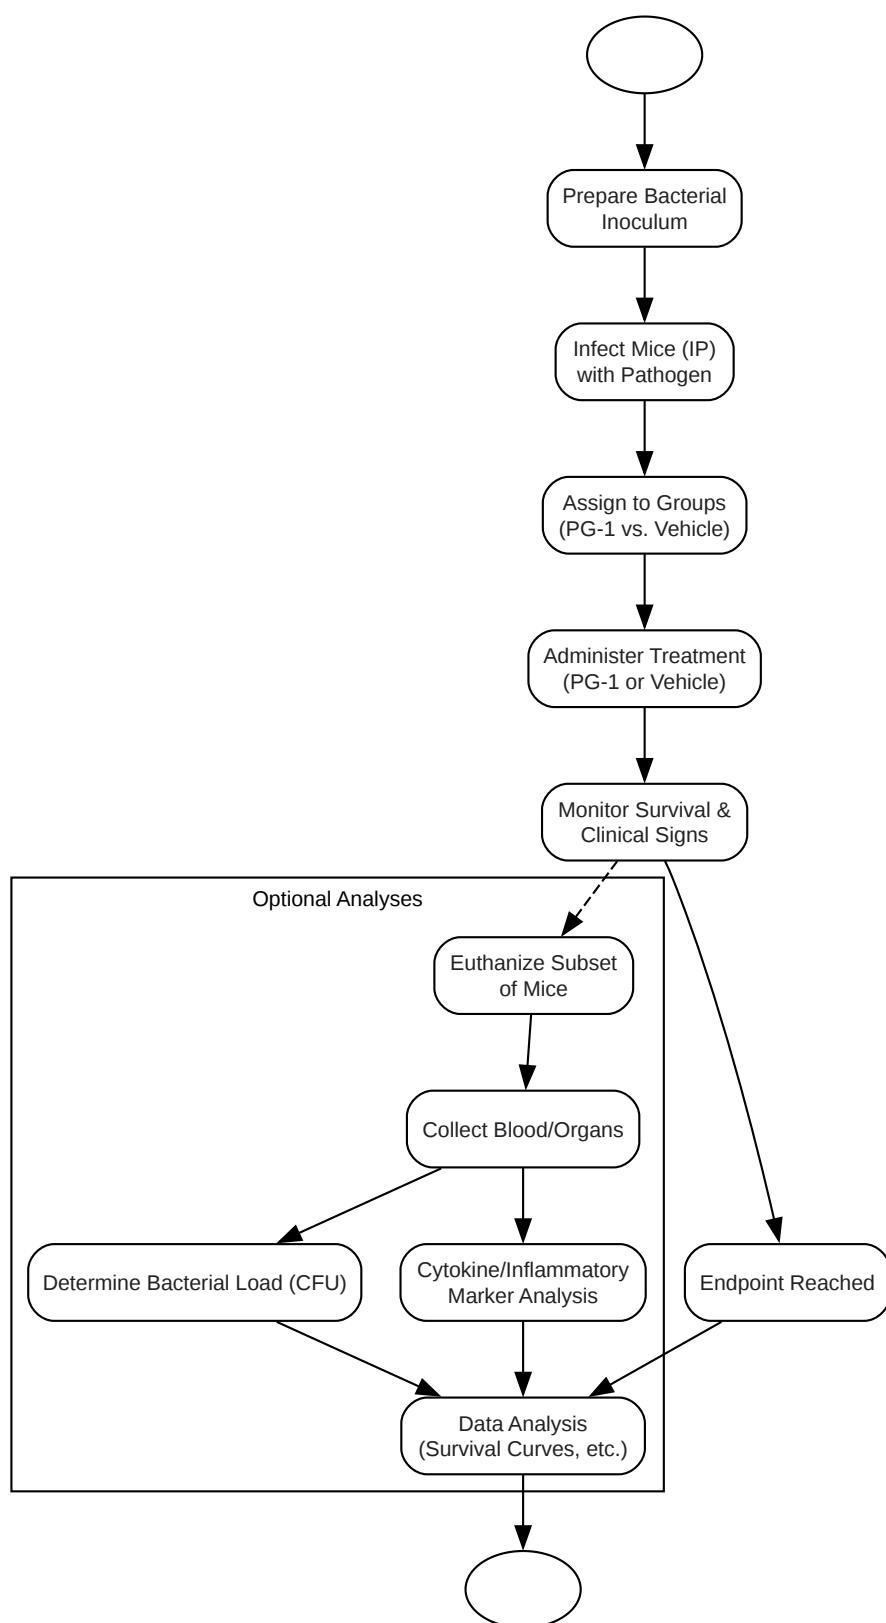 Prepare Bacterial
Inoculum
Infect Mice (IP)
with Pathogen
Assign to Groups
(PG-1 vs. Vehicle)
Administer Treatment
(PG-1 or Vehicle)
Monitor Survival &
Clinical Signs
Optional Analyses
Euthanize Subset
of Mice
Collect Blood/Organs
Determine Bacterial Load (CFU)
Cytokine/Inflammatory
Marker Analysis
Endpoint Reached
Data Analysis
(Survival Curves, etc.)